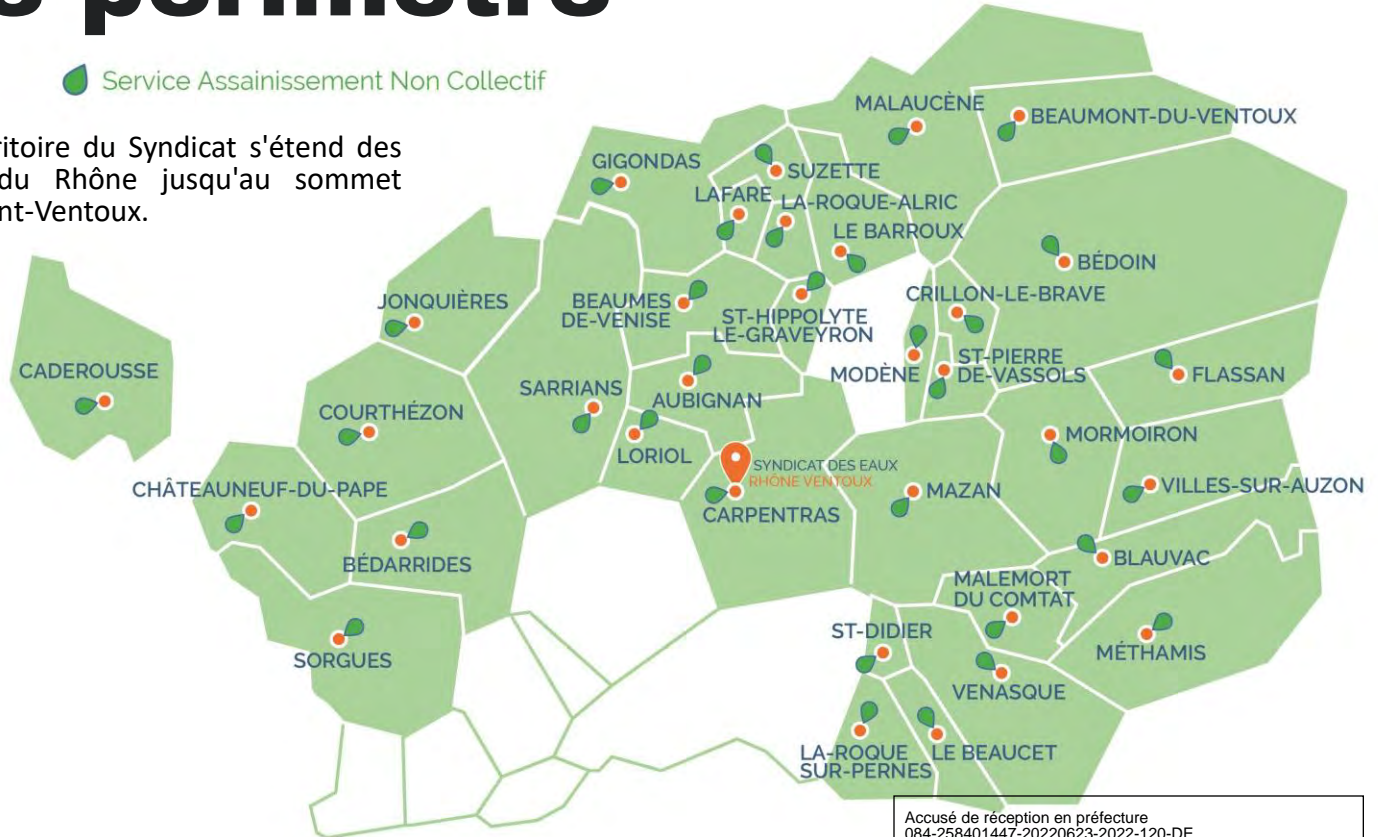 périmètre
Service Assainissement Non Collectif
ritoire du Syndicat s'étend des
du Rhône jusqu'au sommet
nt-Ventoux.
MALAUCÈNE
BEAUMONT-DU-VENTOUX
GIGONDAS
SUZETTE
LAFARE
LA-ROQUE-ALRIC
LE BARROUX
BÉDOIN
JONQUIÈRES
BEAUMES
DE-VENISE
ST-HIPPOLYTE
LE-GRAVEYRON
CRILLON-LE-BRAVE
CADEROUSSE
MODÈNE
ST-PIERRE
DE-VASSOLS
FLASSAN
SARRIANS
AUBIGNAN
COURTHÉZON
LORIOL
MORMOIRON
SYNDICAT DES EAUX
RHÔNE VENTOUX
CHÂTEAUNEUF-DU-PAPE
CARPENTRAS
MAZAN
VILLES-SUR-AUZON
BÉDARRIDES
BLAUVAC
MALEMORT
DU COMTAT
ST-DIDIER
MÉTHAMIS
SORGUES
VENASQUE
LA-ROQUE
SUR-PERNES
LE BEAUCET
Accusé de réception en préfecture
084-258401447-20220623-2022-120-DE